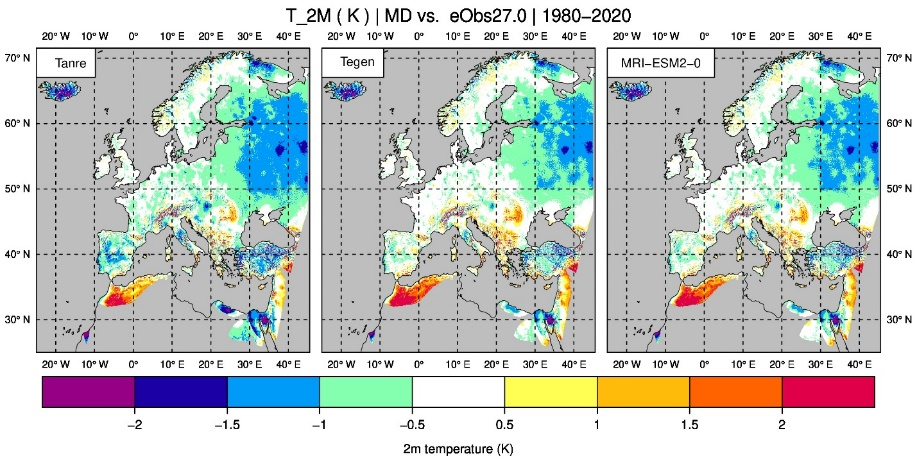 T_2M ( K ) | MD vs. eObs27.0 | 1980−2020
20° W 10° W 0° 10° E 20° E 30° E 40° E 20° W 10° W 0° 10° E 20° E 30° E 40° E 20° W 10° W 0° 10° E 20° E 30° E 40° E
70° N Tanre Tegen MRI−ESM2−0 70° N
60° N 60° N
50° N 50° N
40° N 40° N
30° N 30° N
20° W 10° W 0° 10° E 20° E 30° E 40° E 20° W 10° W 0° 10° E 20° E 30° E 40° E 20° W 10° W 0° 10° E 20° E 30° E 40° E
−2 −1.5 −1 −0.5 0.5 1 1.5 2
2m temperature (K)